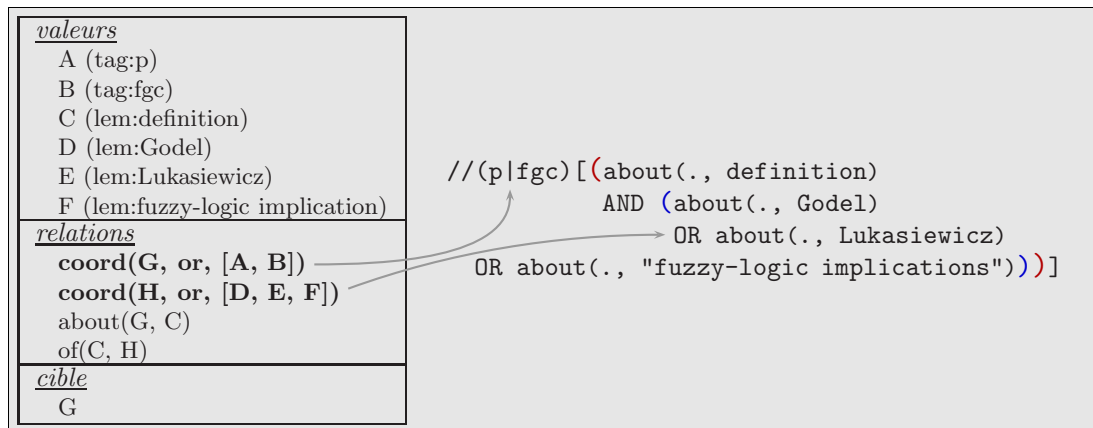 valeurs
A (tag:p)
B (tag:fgc)
C (lem:definition)
D (lem:Godel)
E (lem:Lukasiewicz)
F (lem:fuzzy-logic implication)
relations
coord(G, or, [A, B])
coord(H, or, [D, E, F])
about(G, C)
of(C, H)
cible
G
//(p|fgc)[(about(., definition)
AND (about(., Godel)
OR about(., Lukasiewicz)
OR about(., "fuzzy-logic implications")))]